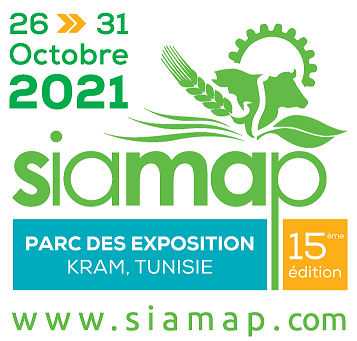 26 » 31
Octobre
2021
siamap
PARC DES EXPOSITION
KRAM, TUNISIE
15ème
édition
www.siamap.com